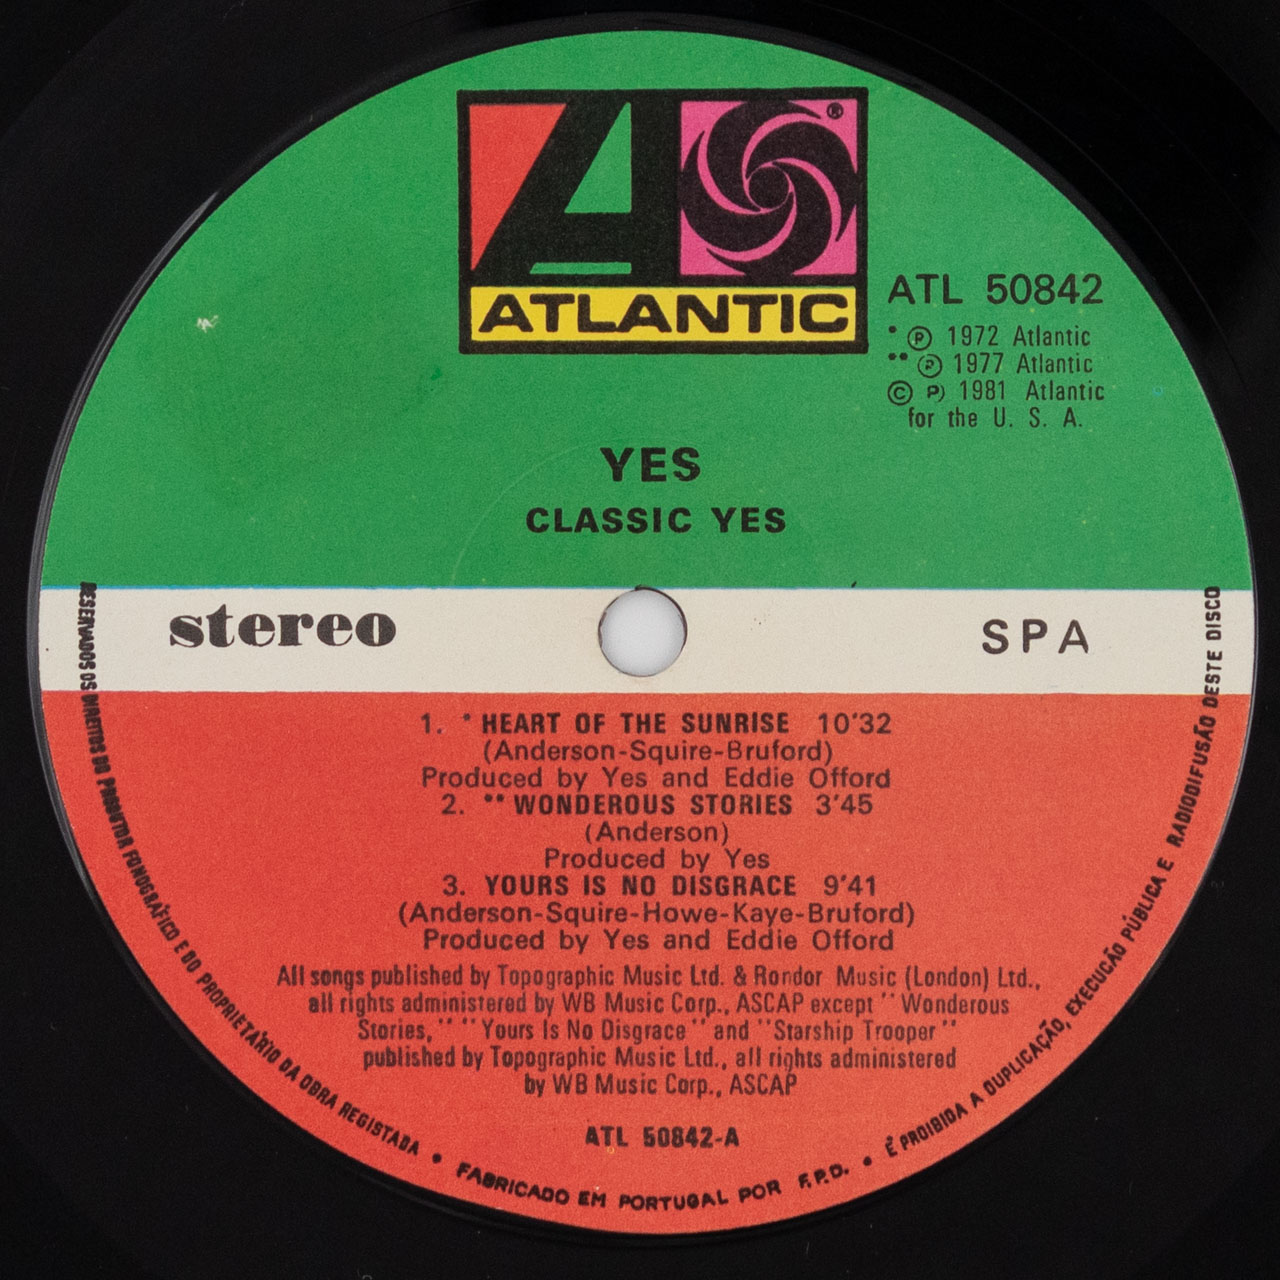 ATLANTIC
®
ATL 50842
* ℗ 1972 Atlantic
** ℗ 1977 Atlantic
© ℗ 1981 Atlantic
for the U. S. A.
YES
CLASSIC YES
stereo
SPA
1. * HEART OF THE SUNRISE 10'32
(Anderson-Squire-Bruford)
Produced by Yes and Eddie Offord
2. ** WONDEROUS STORIES 3'45
(Anderson)
Produced by Yes
3. YOURS IS NO DISGRACE 9'41
(Anderson-Squire-Howe-Kaye-Bruford)
Produced by Yes and Eddie Offord
All songs published by Topographic Music Ltd. & Rondor Music (London) Ltd.,
all rights administered by WB Music Corp., ASCAP except "Wonderous
Stories," "Yours Is No Disgrace" and "Starship Trooper"
published by Topographic Music Ltd., all rights administered
by WB Music Corp., ASCAP
ATL 50842-A
RESERVADOS OS DIREITOS DO PRODUTOR FONOGRÁFICO E DO PROPRIETÁRIO DA OBRA REGISTADA • FABRICADO EM PORTUGAL POR F.P.D. • É PROIBIDA A DUPLICAÇÃO, EXECUCÃO PÚBLICA E RADIODIFUSÃO DESTE DISCO